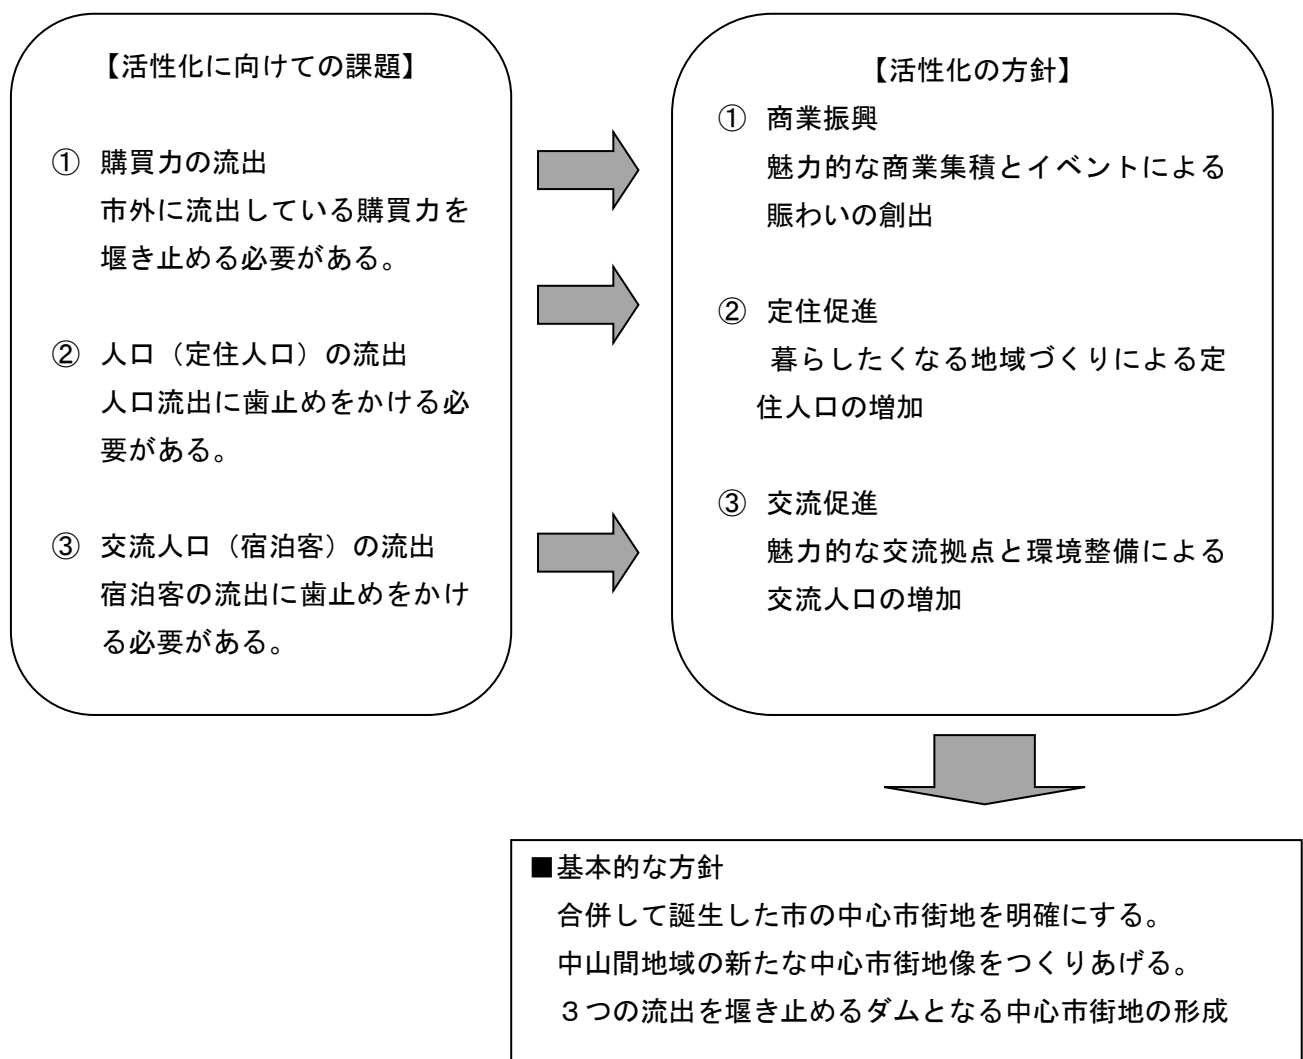 【活性化に向けての課題】
① 購買力の流出
市外に流出している購買力を
堰き止める必要がある。
② 人口（定住人口）の流出
人口流出に歯止めをかける必
要がある。
③ 交流人口（宿泊客）の流出
宿泊客の流出に歯止めをかけ
る必要がある。
【活性化の方針】
① 商業振興
魅力的な商業集積とイベントによる
賑わいの創出
② 定住促進
暮らしたくなる地域づくりによる定
住人口の増加
③ 交流促進
魅力的な交流拠点と環境整備による
交流人口の増加
■基本的な方針
合併して誕生した市の中心市街地を明確にする。
中山間地域の新たな中心市街地像をつくりあげる。
３つの流出を堰き止めるダムとなる中心市街地の形成